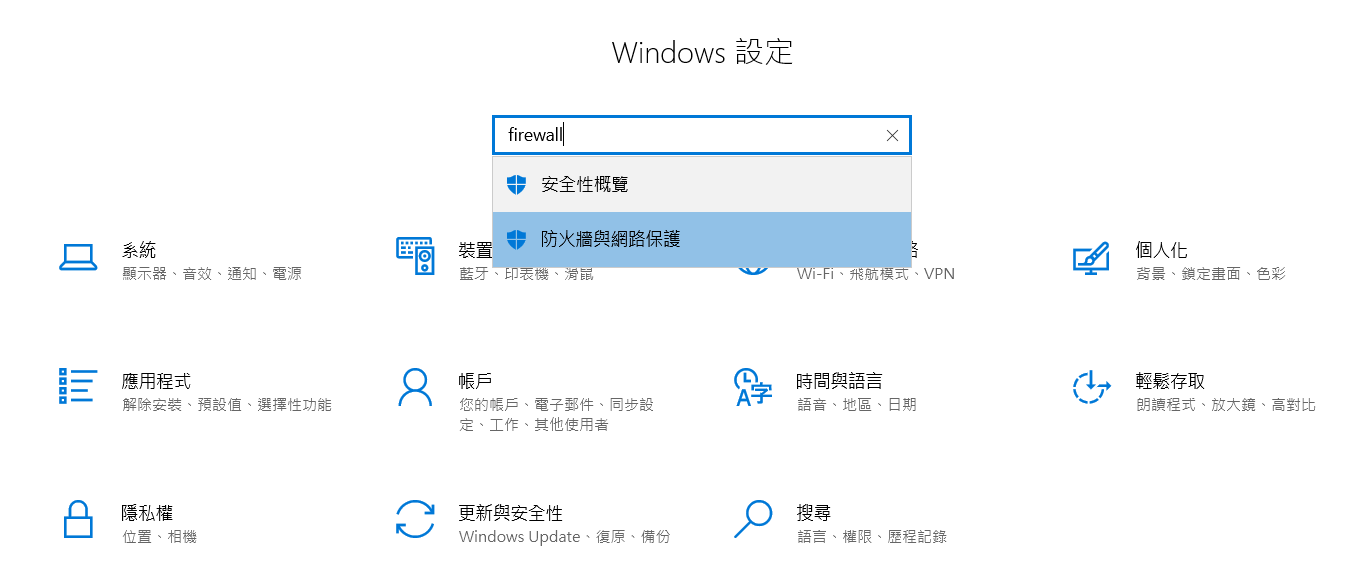 Windows 設定
firewall
安全性概覽
防火牆與網路保護
系統
顯示器、音效、通知、電源
裝置
藍牙、印表機、滑鼠
Wi-Fi、飛航模式、VPN
個人化
背景、鎖定畫面、色彩
應用程式
解除安裝、預設值、選擇性功能
帳戶
您的帳戶、電子郵件、同步設
定、工作、其他使用者
時間與語言
語音、地區、日期
輕鬆存取
朗讀程式、放大鏡、高對比
隱私權
位置、相機
更新與安全性
Windows Update、復原、備份
搜尋
語言、權限、歷程記錄